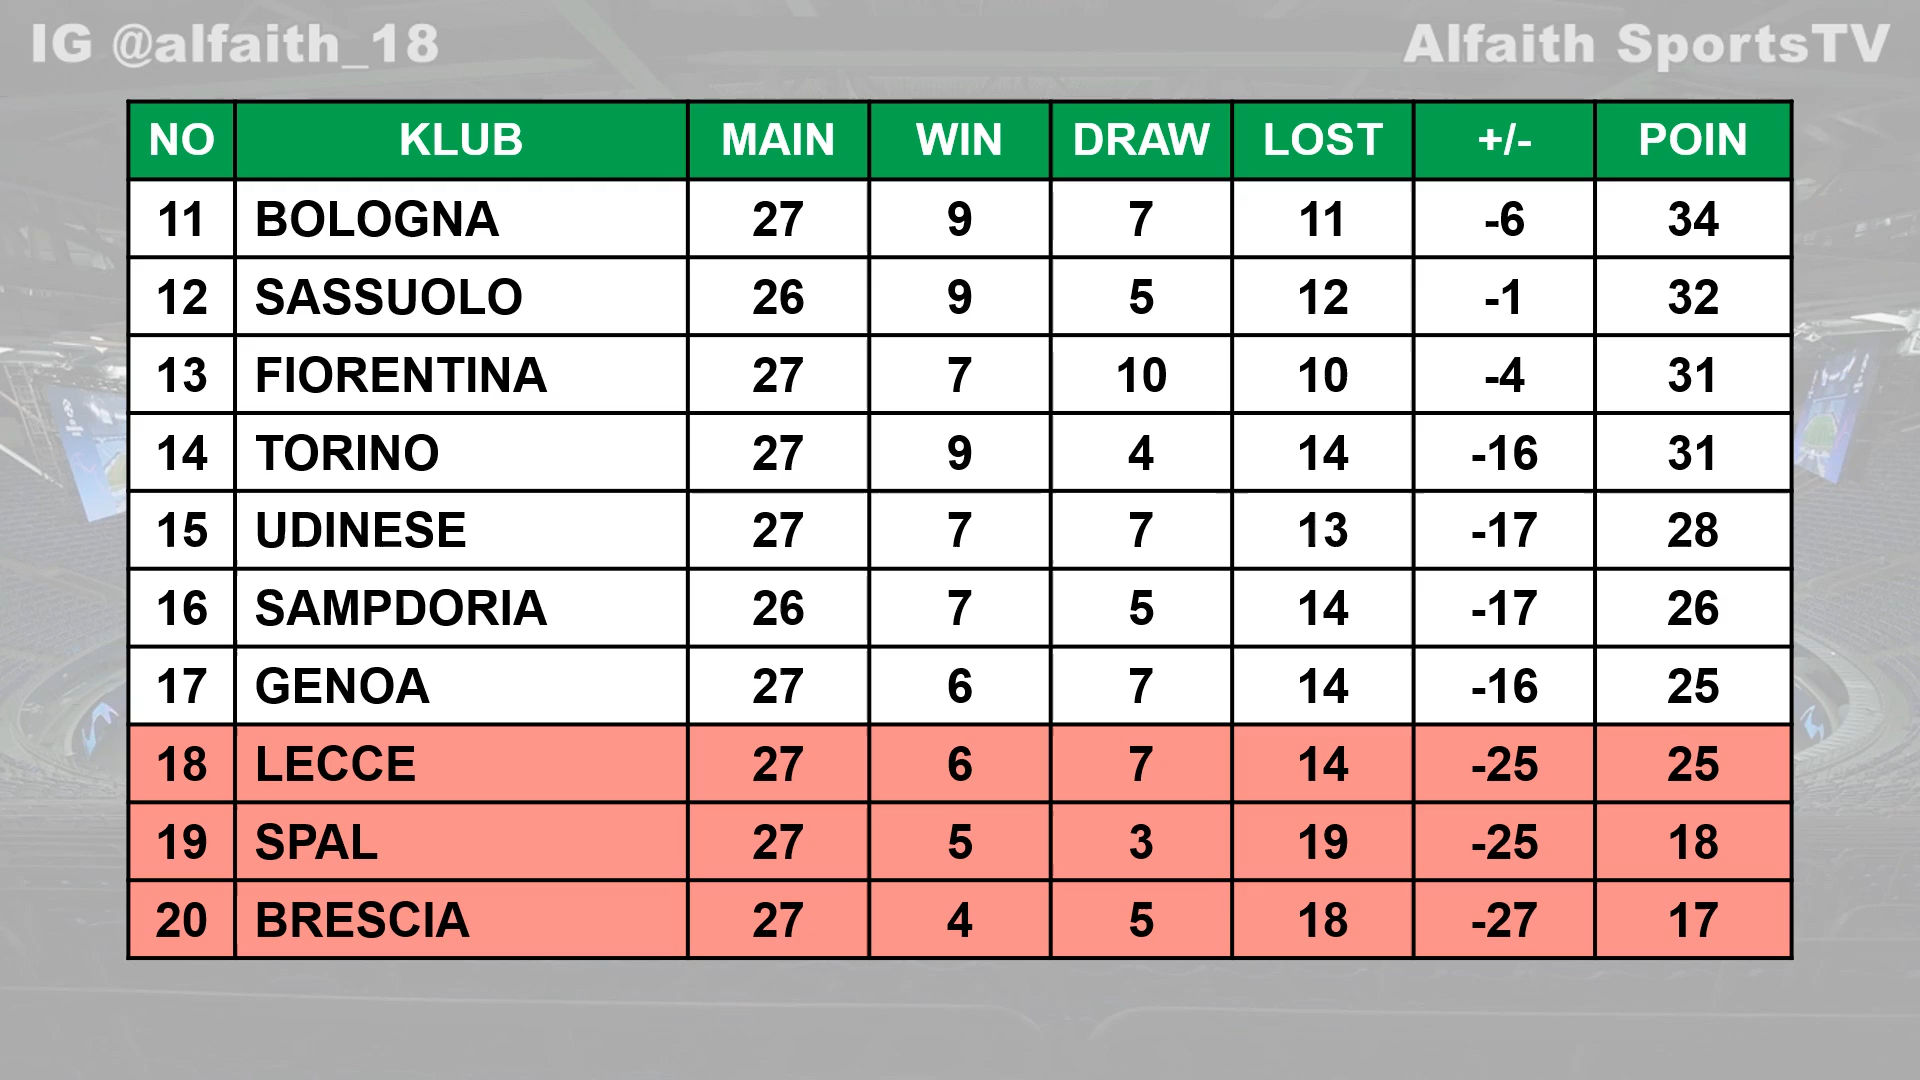 IG @alfaith_18
Alfaith SportsTV
NO KLUB MAIN WIN DRAW LOST +/- POIN
11 BOLOGNA 27 9 7 11 -6 34
12 SASSUOLO 26 9 5 12 -1 32
13 FIORENTINA 27 7 10 10 -4 31
14 TORINO 27 9 4 14 -16 31
15 UDINESE 27 7 7 13 -17 28
16 SAMPDORIA 26 7 5 14 -17 26
17 GENOA 27 6 7 14 -16 25
18 LECCE 27 6 7 14 -25 25
19 SPAL 27 5 3 19 -25 18
20 BRESCIA 27 4 5 18 -27 17